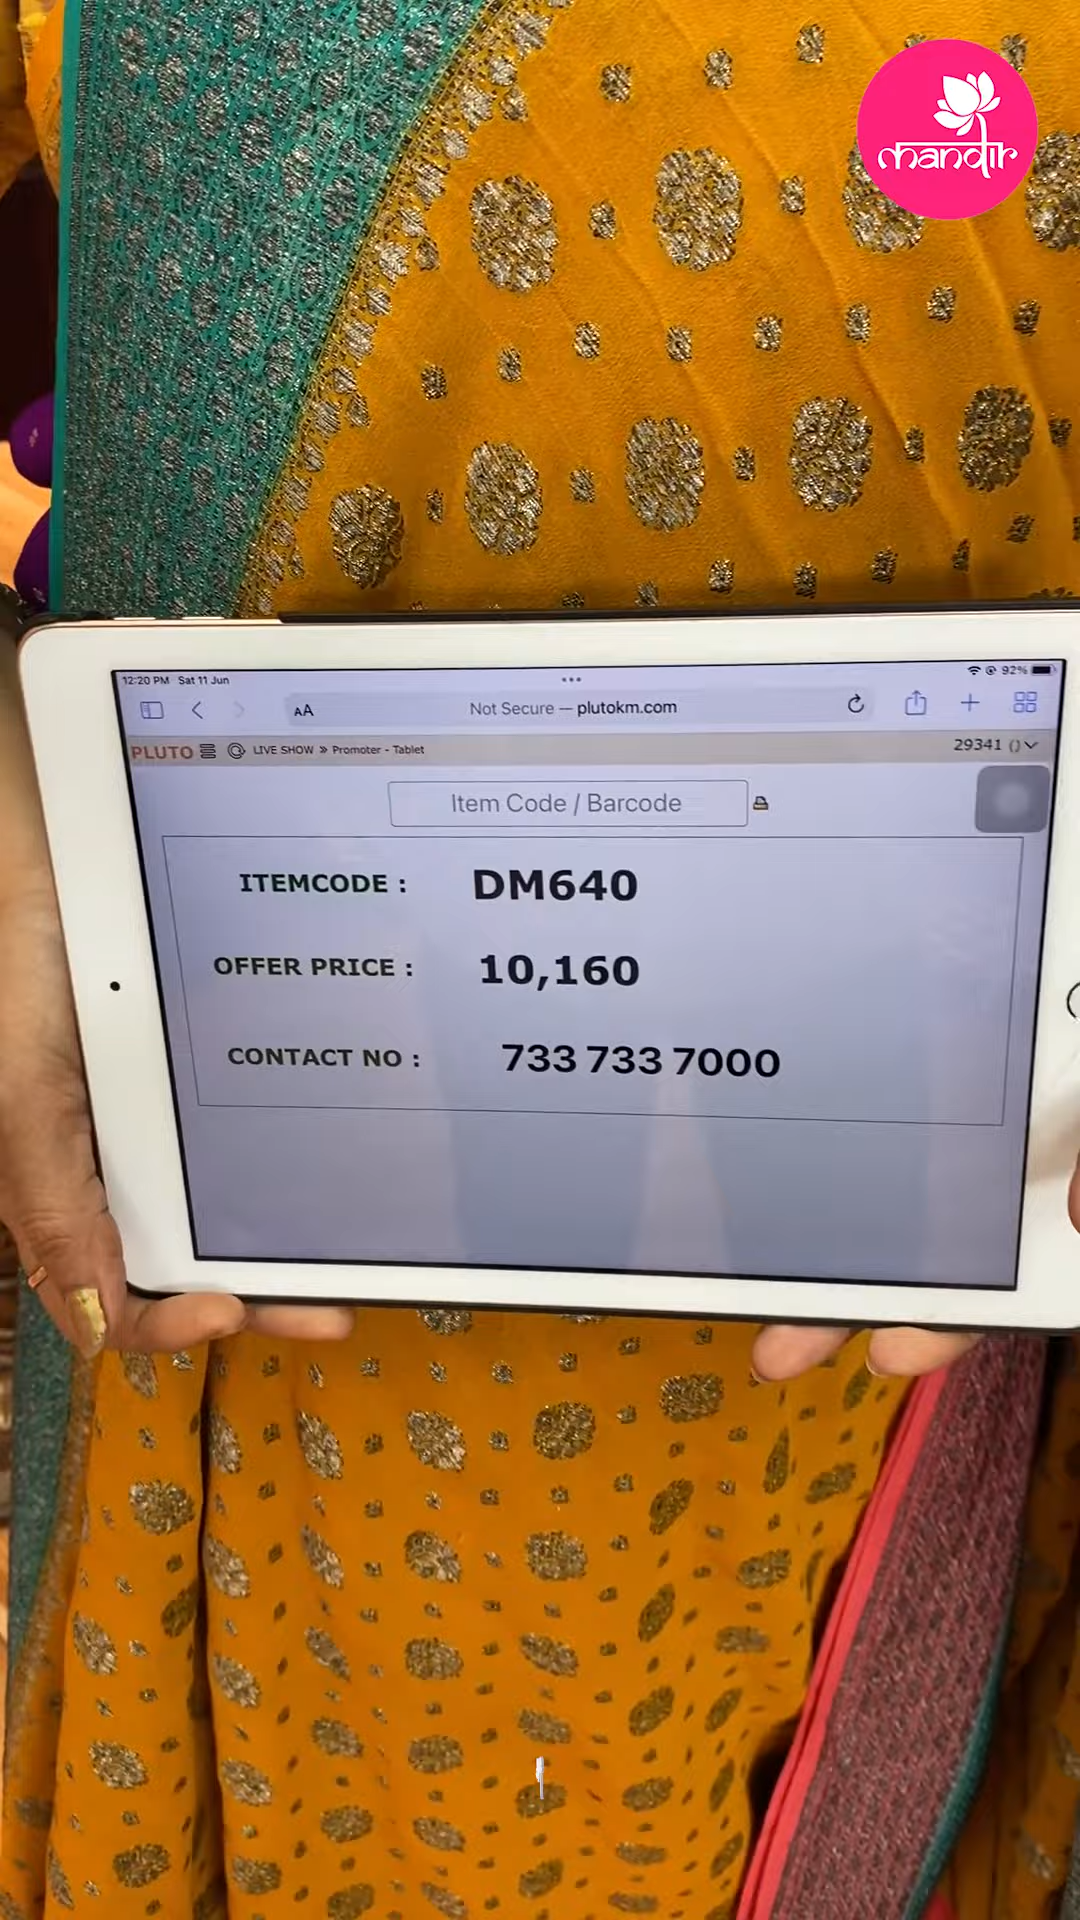 mandir
12:20 PM Sat 11 Jun
92%
AA
Not Secure — plutokm.com
PLUTO
LIVE SHOW » Promoter - Tablet
29341 ()
Item Code / Barcode
ITEMCODE : DM640
OFFER PRICE : 10,160
CONTACT NO : 733 733 7000